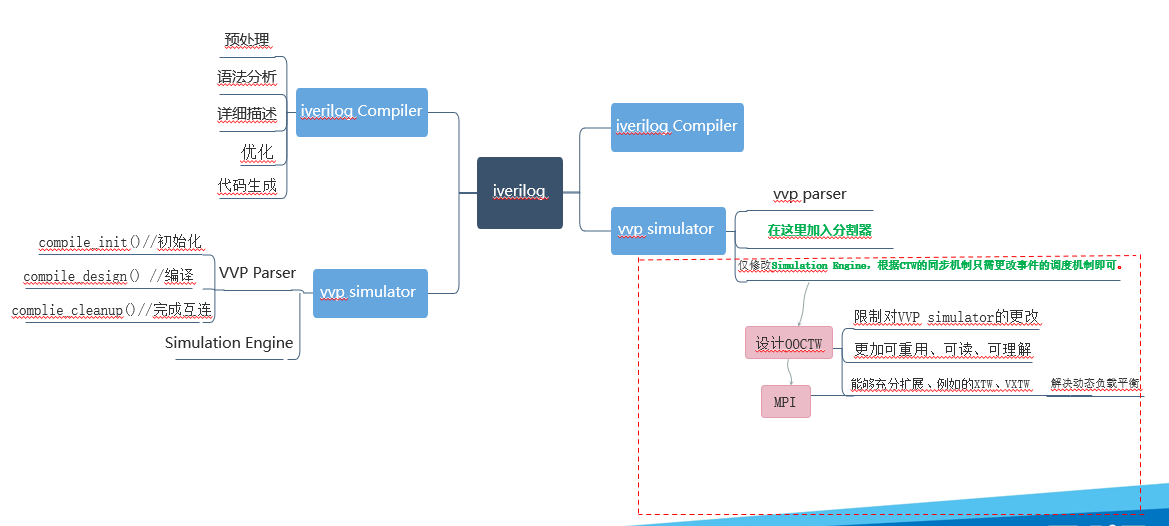 预处理
语法分析
详细描述
优化
代码生成
iverilog Compiler
compile_init()//初始化
compile_design() //编译
complie_cleanup()//完成互连
VVP Parser
Simulation Engine
vvp simulator
iverilog
iverilog Compiler
vvp simulator
vvp parser
在这里加入分割器
仅修改Simulation Engine，根据CTW的同步机制只需更改事件的调度机制即可。
设计OOCTW
限制对VVP simulator的更改
更加可重用、可读、可理解
能够充分扩展、例如的XTW、VXTW
解决动态负载平衡
MPI